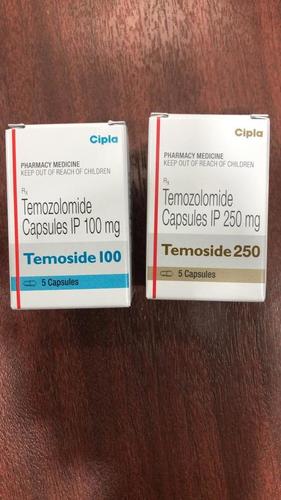 Cipla
PHARMACY MEDICINE
KEEP OUT OF REACH OF CHILDREN
Rx
Temozolomide
Capsules IP 100 mg
Temoside 100
5 Capsules
Cipla
PHARMACY MEDICINE
KEEP OUT OF REACH OF CHILDREN
Rx
Temozolomide
Capsules IP 250 mg
Temoside 250
5 Capsules